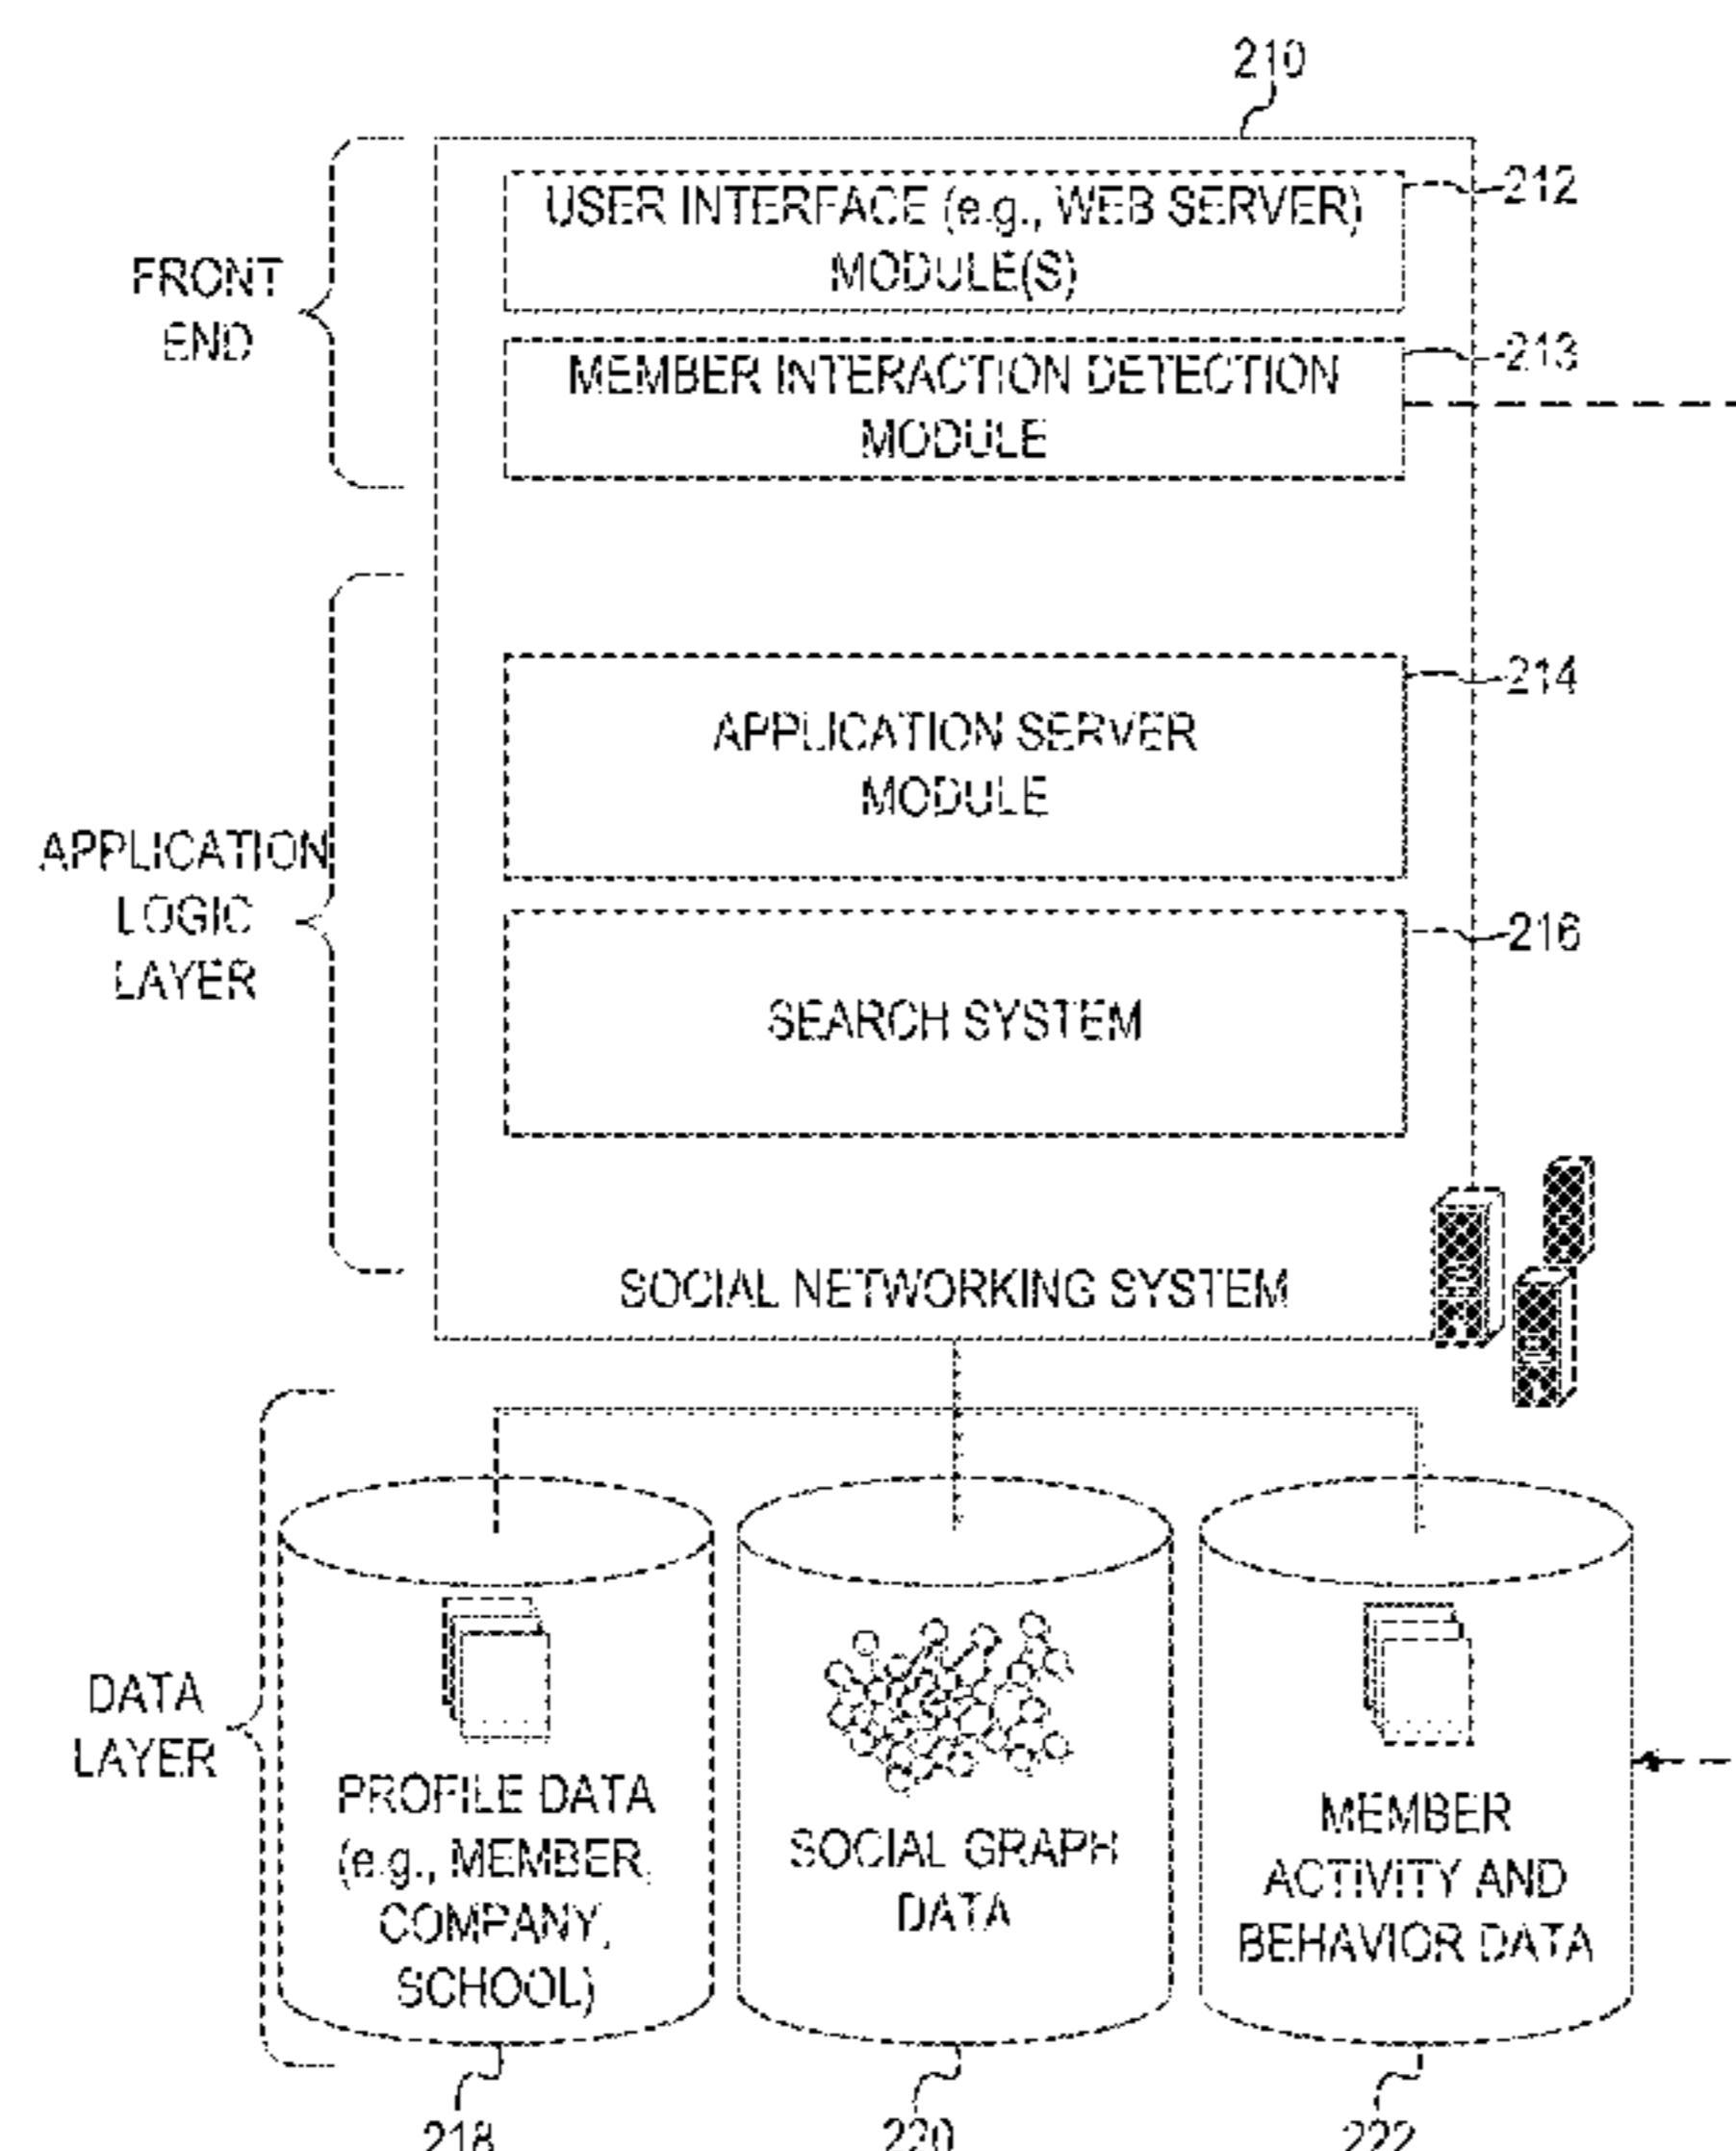 210
USER INTERFACE (e.g., WEB SERVER)
MODULE(S)
212
FRONT
END
MEMBER INTERACTION DETECTION
MODULE
213
APPLICATION SERVER
MODULE
214
APPLICATION
LOGIC
LAYER
SEARCH SYSTEM
216
SOCIAL NETWORKING SYSTEM
DATA
LAYER
PROFILE DATA
(e.g., MEMBER,
COMPANY,
SCHOOL)
SOCIAL GRAPH
DATA
MEMBER
ACTIVITY AND
BEHAVIOR DATA
218
220
222